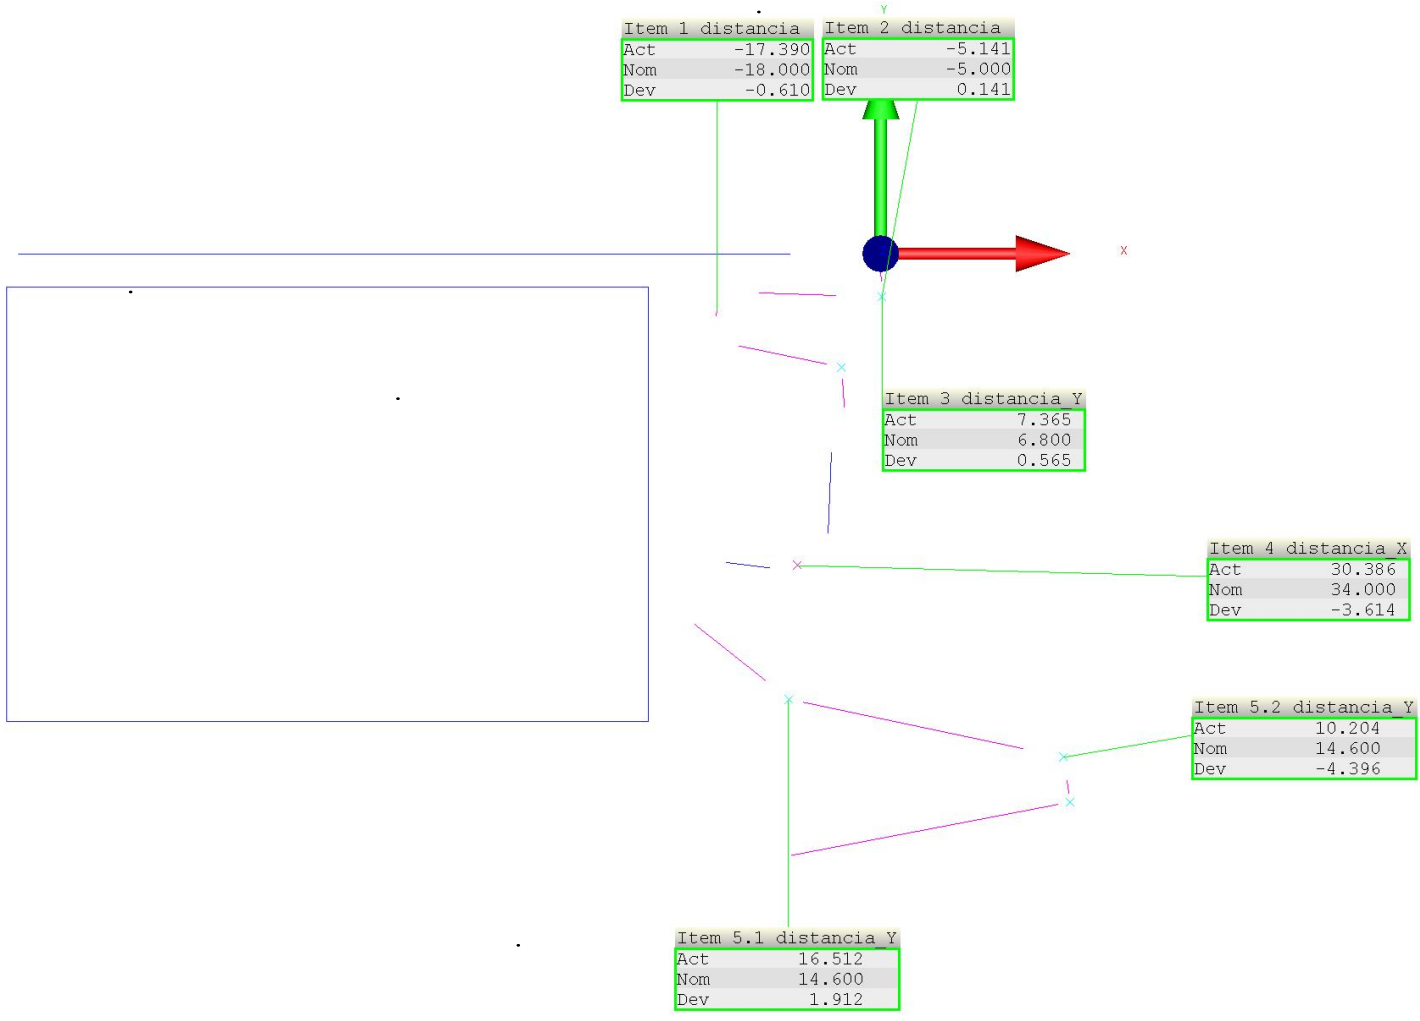 Y
Item 1 distancia
Act -17.390
Nom -18.000
Dev -0.610
Item 2 distancia
Act -5.141
Nom -5.000
Dev 0.141
X
Item 3 distancia_Y
Act 7.365
Nom 6.800
Dev 0.565
Item 4 distancia_X
Act 30.386
Nom 34.000
Dev -3.614
Item 5.2 distancia_Y
Act 10.204
Nom 14.600
Dev -4.396
Item 5.1 distancia_Y
Act 16.512
Nom 14.600
Dev 1.912